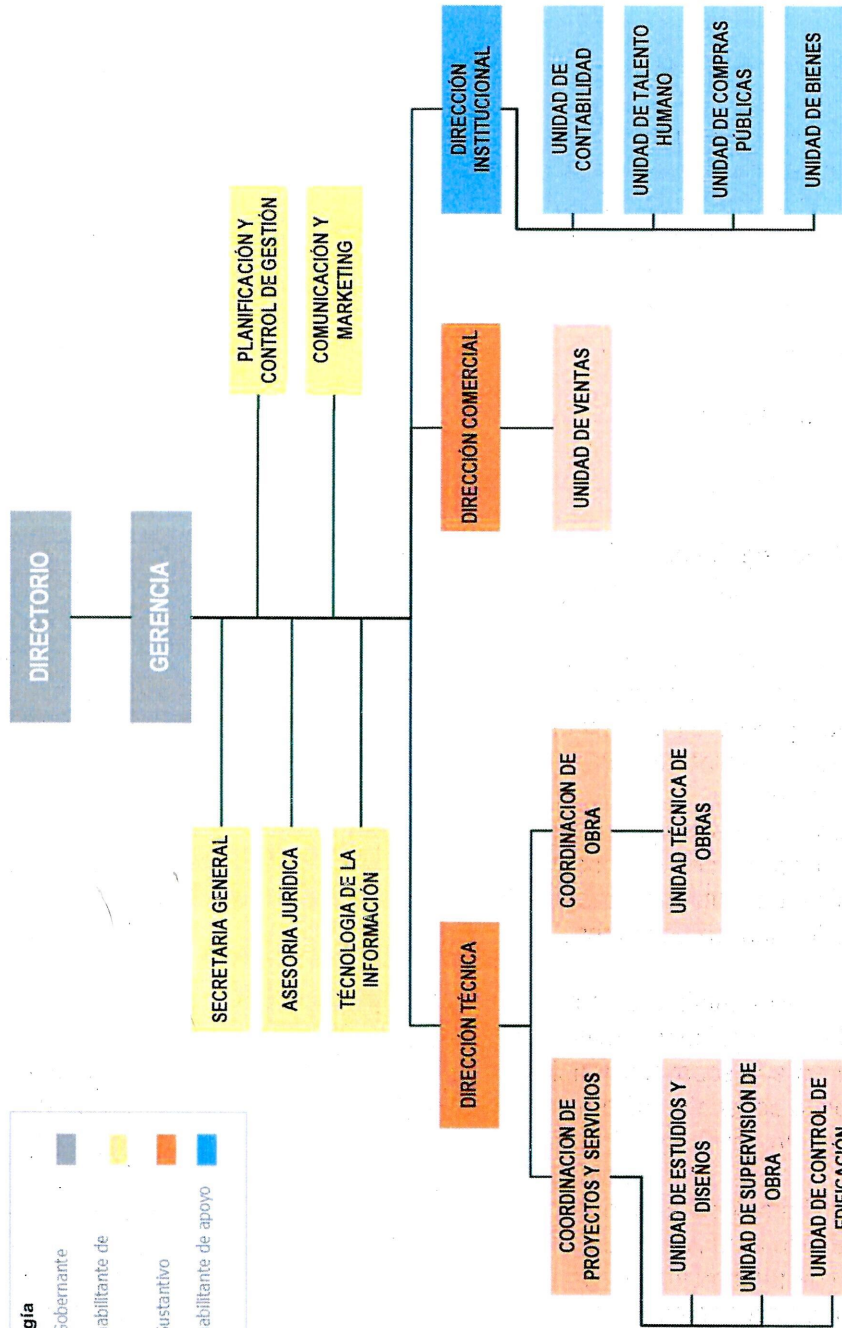 gía
Gobernante
abilitante de
ustantivo
abilitante de apoyo
DIRECTORIO
GERENCIA
SECRETARIA GENERAL
ASESORIA JURÍDICA
TÉCNOLOGIA DE LA
INFORMACIÓN
PLANIFICACIÓN Y
CONTROL DE GESTIÓN
COMUNICACIÓN Y
MARKETING
DIRECCIÓN TÉCNICA
COORDINACION DE
PROYECTOS Y SERVICIOS
UNIDAD DE ESTUDIOS Y
DISEÑOS
UNIDAD DE SUPERVISIÓN DE
OBRA
UNIDAD DE CONTROL DE
EDIFICACIÓN
COORDINACION DE
OBRA
UNIDAD TÉCNICA DE
OBRAS
DIRECCIÓN COMERCIAL
UNIDAD DE VENTAS
DIRECCIÓN
INSTITUCIONAL
UNIDAD DE
CONTABILIDAD
UNIDAD DE TALENTO
HUMANO
UNIDAD DE COMPRAS
PÚBLICAS
UNIDAD DE BIENES